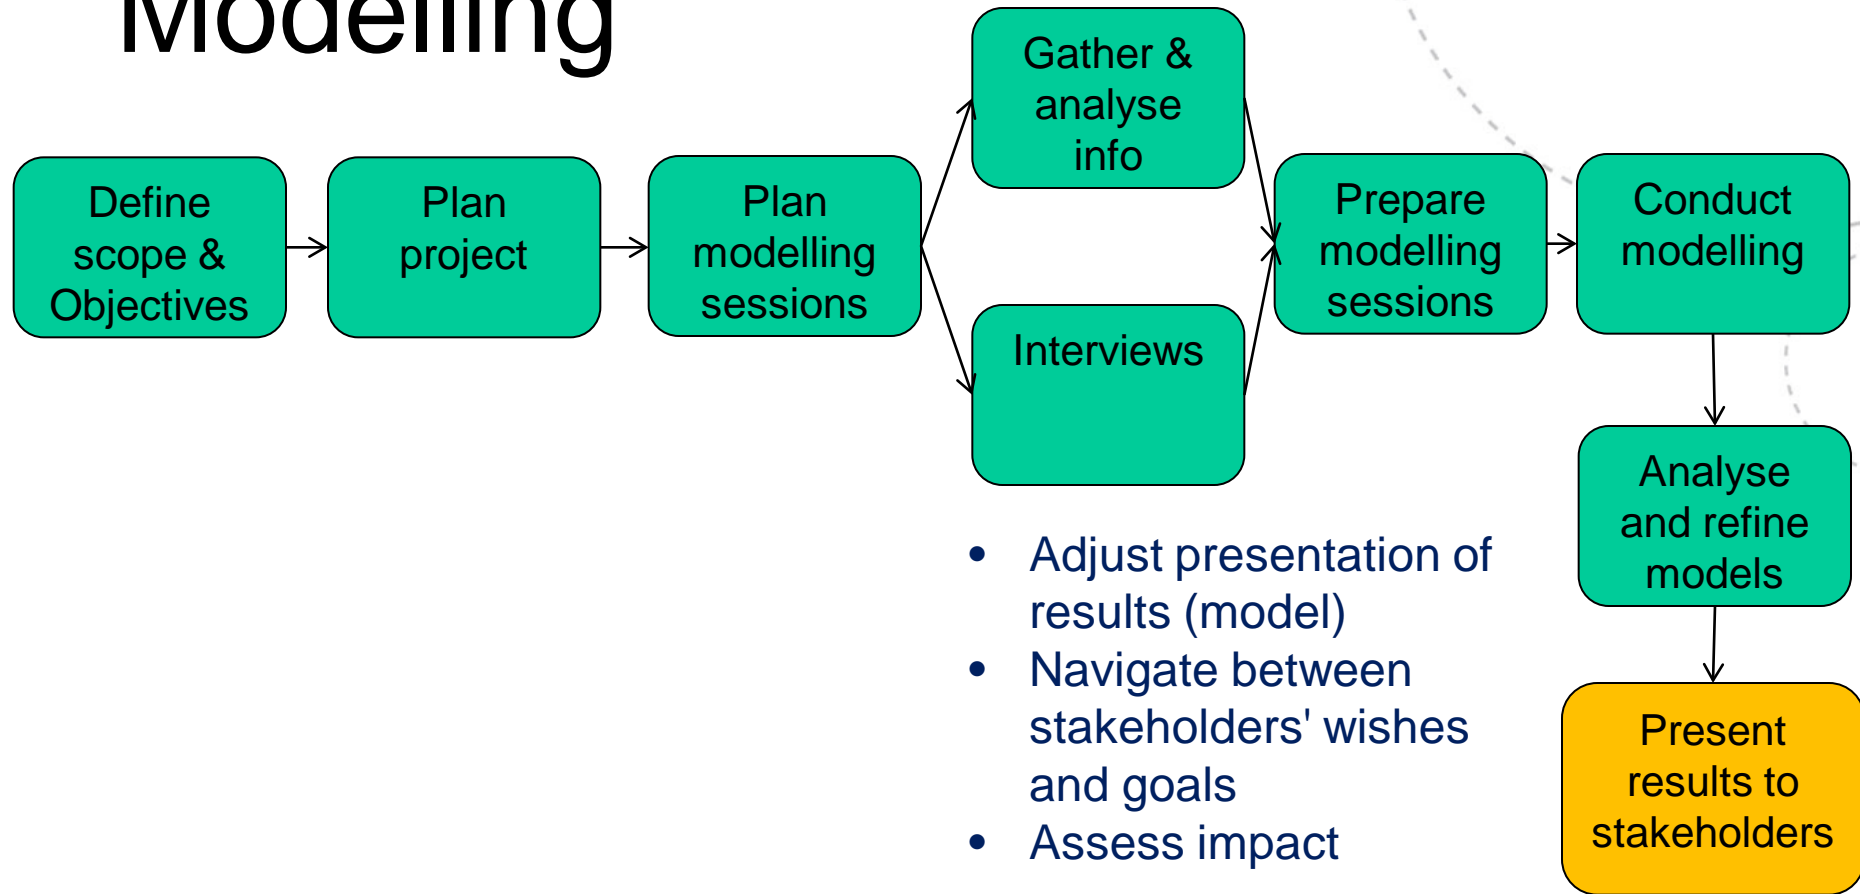 Modelling
Define
scope &
Objectives
Plan
project
Plan
modelling
sessions
Gather &
analyse
info
Interviews
Prepare
modelling
sessions
Conduct
modelling
Analyse
and refine
models
Present
results to
stakeholders
• Adjust presentation of
results (model)
• Navigate between
stakeholders' wishes
and goals
• Assess impact